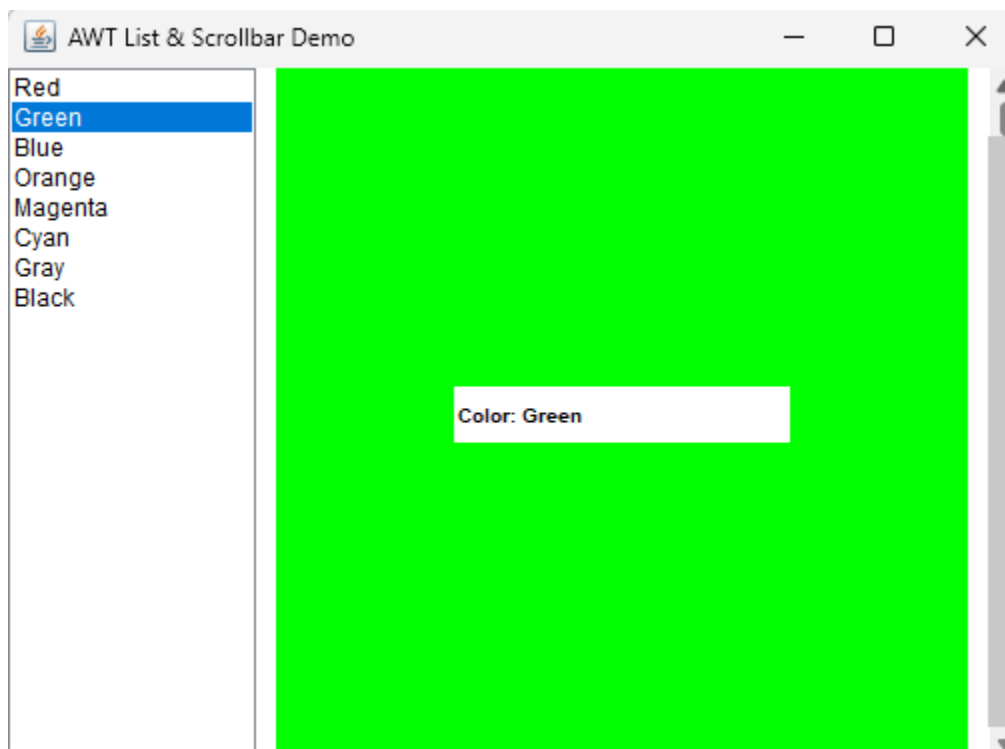 AWT List & Scrollbar Demo
Red
Green
Blue
Orange
Magenta
Cyan
Gray
Black
Color: Green